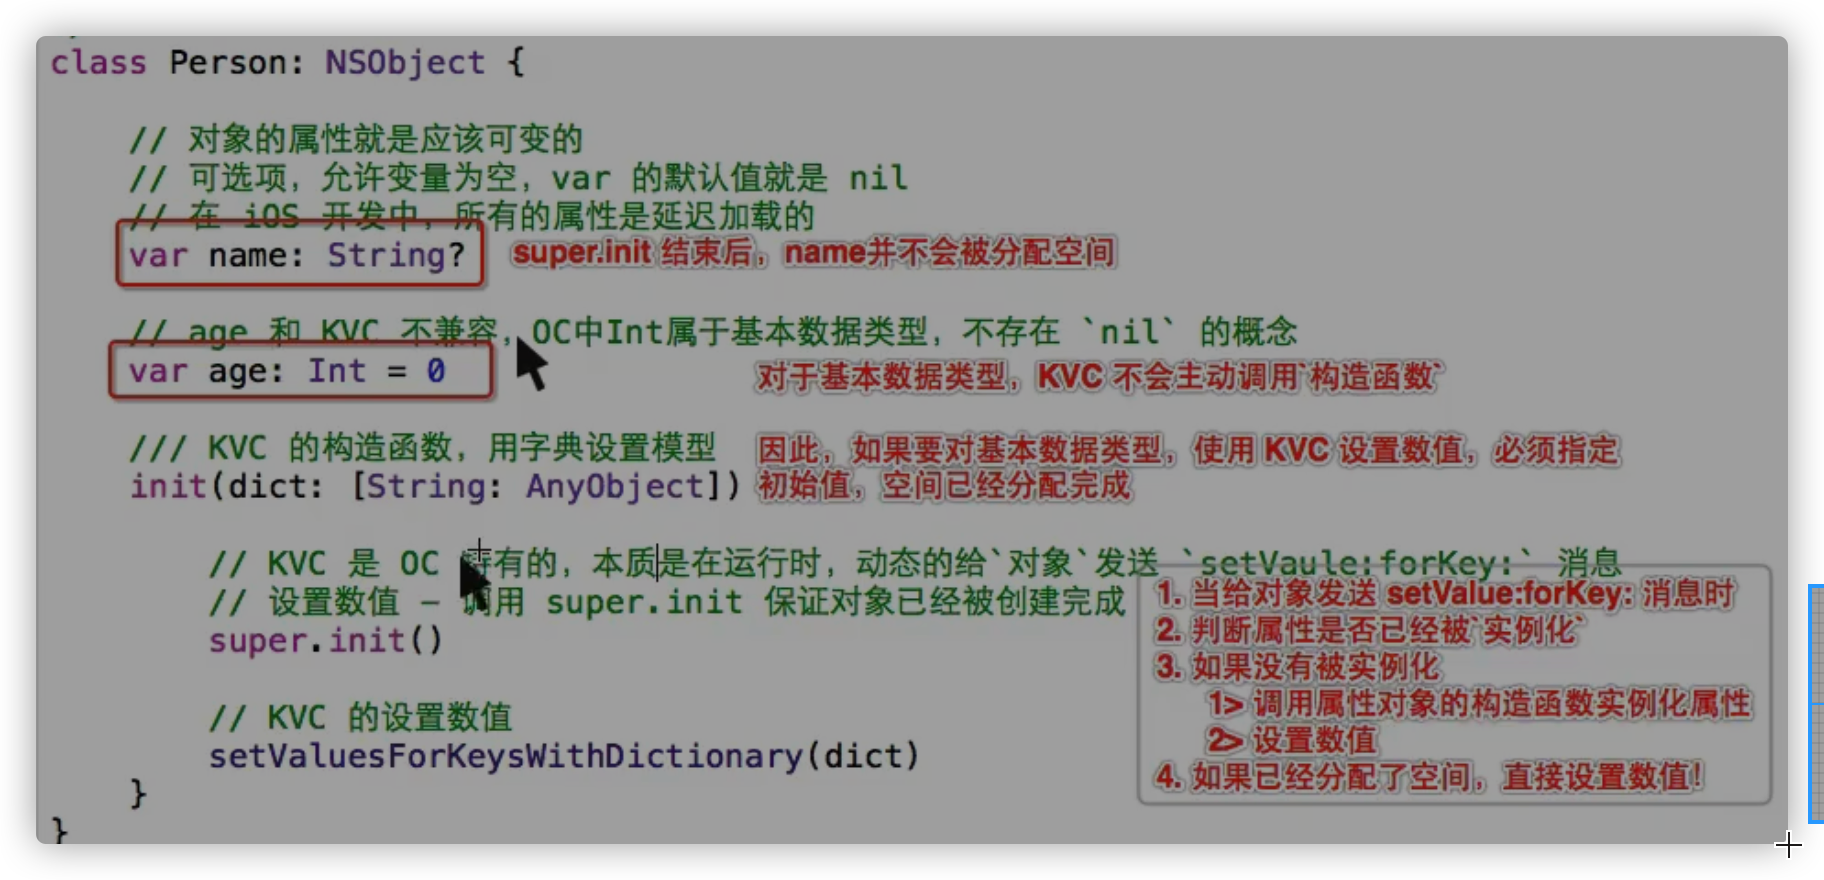 class Person: NSObject {
// 对象的属性就是应该可变的
// 可选项，允许变量为空，var 的默认值就是 nil
// 在 iOS 开发中，所有的属性是延迟加载的
var name: String? super.init 结束后，name并不会被分配空间
// age 和 KVC 不兼容，OC中Int属于基本数据类型，不存在 `nil` 的概念
var age: Int = 0 对于基本数据类型，KVC 不会主动调用`构造函数`
/// KVC 的构造函数，用字典设置模型 因此，如果要对基本数据类型，使用 KVC 设置数值，必须指定
init(dict: [String: AnyObject]) 初始值，空间已经分配完成
// KVC 是 OC 有的，本质是在运行时，动态的给`对象`发送 `setVaule:forKey:` 消息
// 设置数值 — 调用 super.init 保证对象已经被创建完成
super.init()
// KVC 的设置数值
setValuesForKeysWithDictionary(dict)
}
}
1. 当给对象发送 setValue:forKey: 消息时
2. 判断属性是否已经被`实例化`
3. 如果没有被实例化
1> 调用属性对象的构造函数实例化属性
2> 设置数值
4. 如果已经分配了空间，直接设置数值！